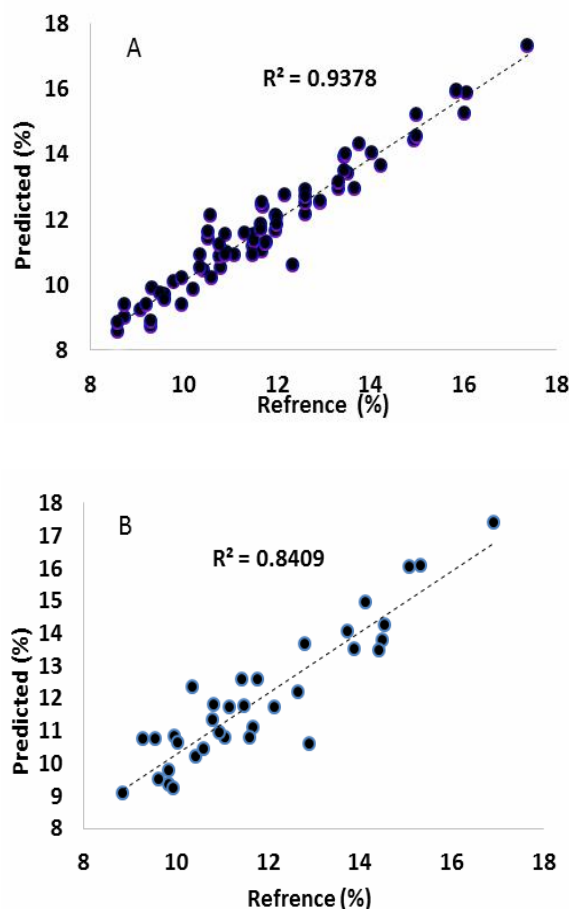 18
A
R² = 0.9378
16
14
12
10
8
Predicted (%)
8 10 12 14 16 18
Refrence (%)
18
B
17
R² = 0.8409
16
15
14
13
12
11
10
9
8
Predicted (%)
8 10 12 14 16 18
Refrence (%)